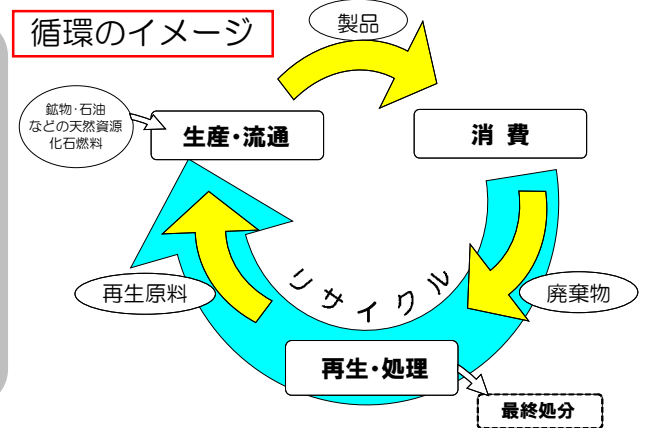 循環のイメージ
製品
鉱物･石油
などの天然資源
化石燃料
生産･流通
消 費
リサイクル
再生原料
廃棄物
再生･処理
最終処分